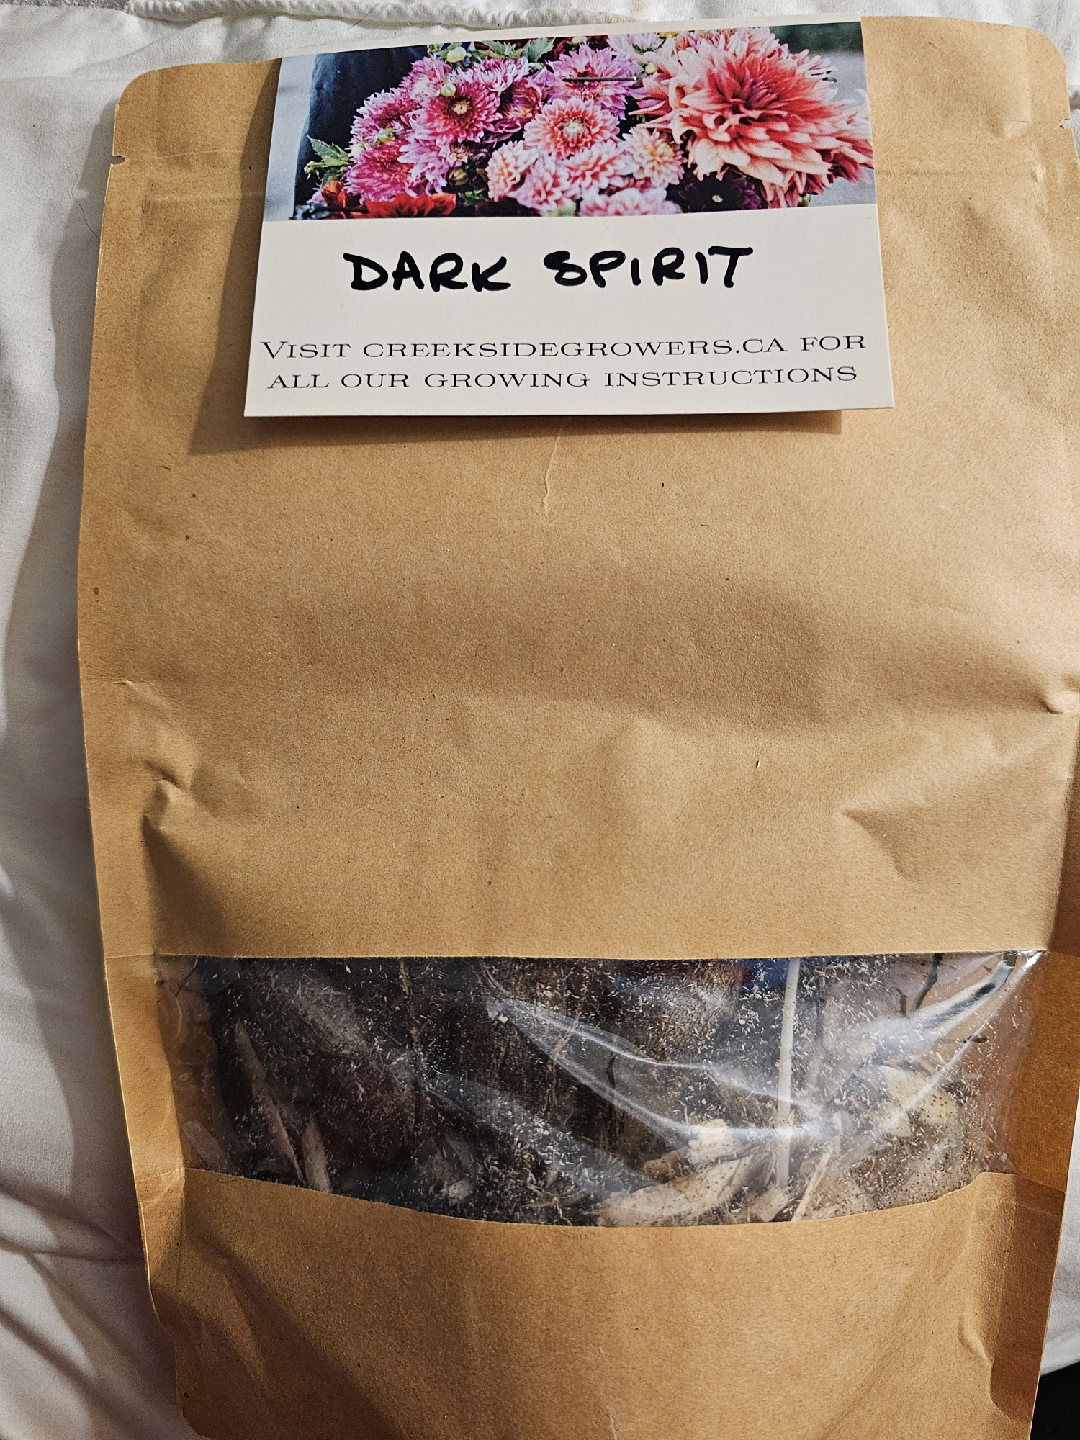 DARK SPIRIT
VISIT CREEKSIDEGROWERS.CA FOR
ALL OUR GROWING INSTRUCTIONS